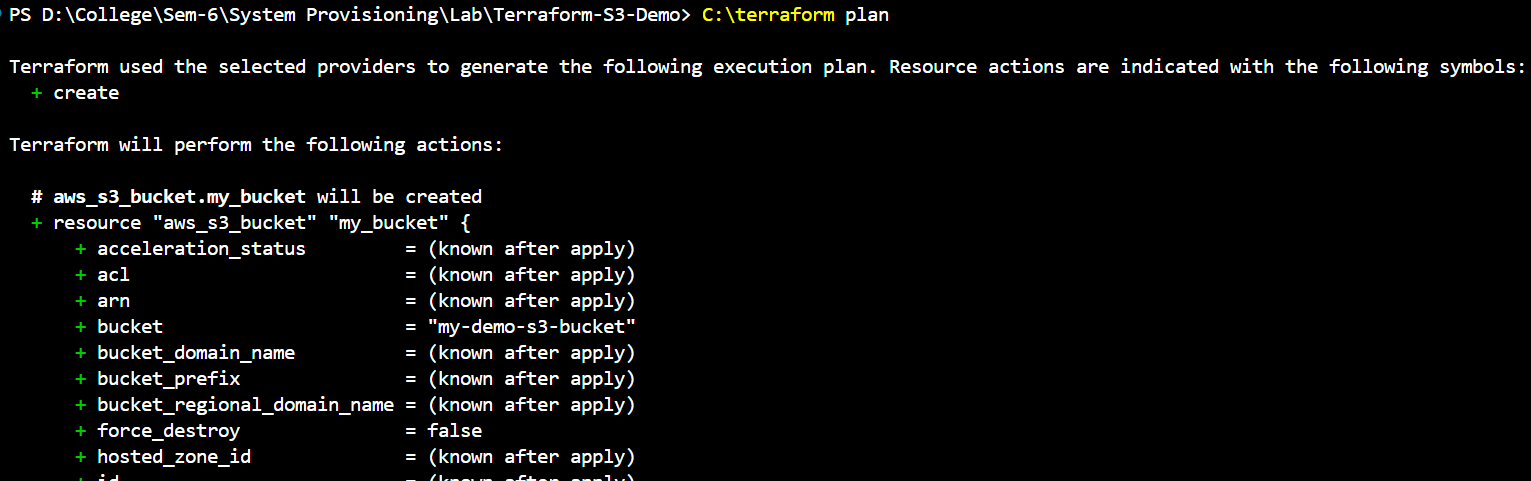 PS D:\College\Sem-6\System Provisioning\Lab\Terraform-S3-Demo> C:\terraform plan
Terraform used the selected providers to generate the following execution plan. Resource actions are indicated with the following symbols:
+ create
Terraform will perform the following actions:
# aws_s3_bucket.my_bucket will be created
+ resource "aws_s3_bucket" "my_bucket" {
+ acceleration_status = (known after apply)
+ acl = (known after apply)
+ arn = (known after apply)
+ bucket = "my-demo-s3-bucket"
+ bucket_domain_name = (known after apply)
+ bucket_prefix = (known after apply)
+ bucket_regional_domain_name = (known after apply)
+ force_destroy = false
+ hosted_zone_id = (known after apply)
+ id = (known after apply)